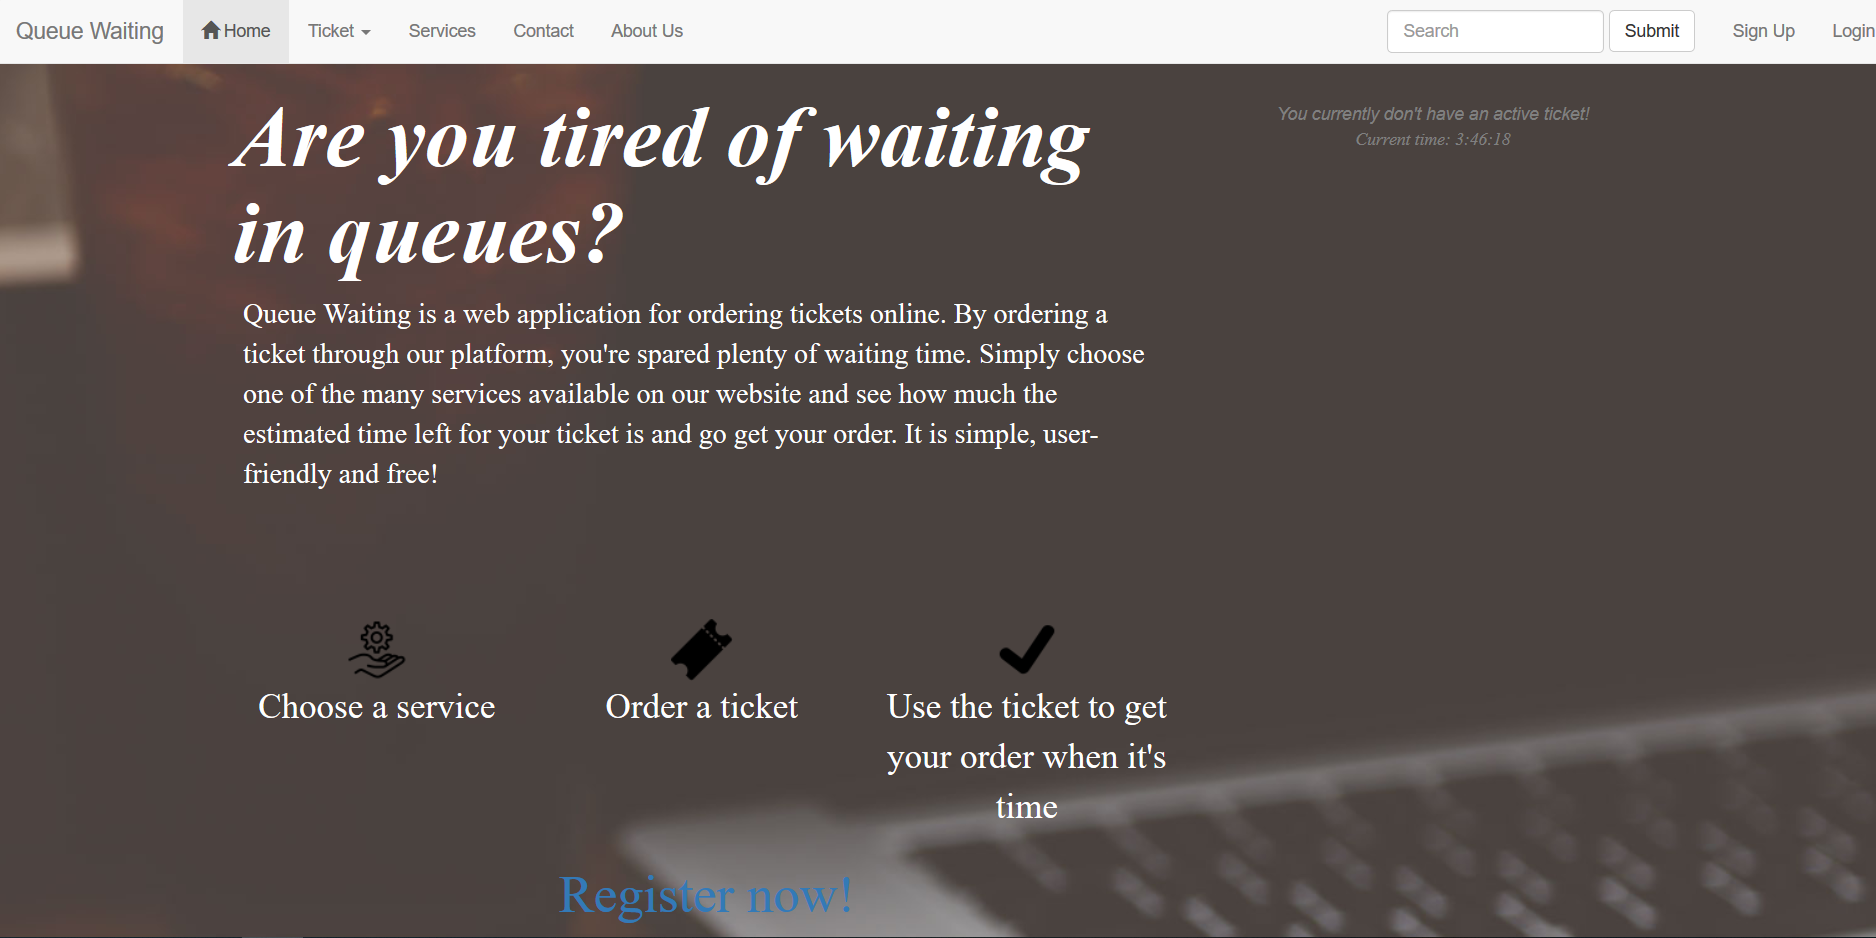 Queue Waiting Home Ticket Services Contact About Us Search Submit Sign Up Login
Are you tired of waiting
in queues?
You currently don't have an active ticket!
Current time: 3:46:18
Queue Waiting is a web application for ordering tickets online. By ordering a
ticket through our platform, you're spared plenty of waiting time. Simply choose
one of the many services available on our website and see how much the
estimated time left for your ticket is and go get your order. It is simple, user-
friendly and free!
Choose a service
Order a ticket
Use the ticket to get
your order when it's
time
Register now!